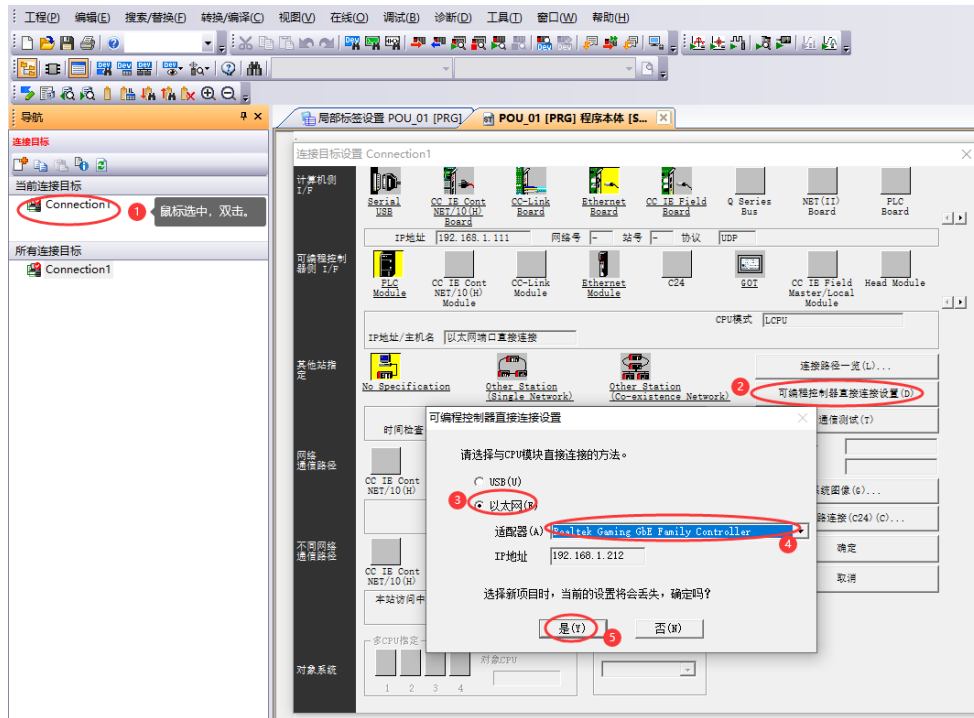 工程(P) 编辑(E) 搜索/替换(F) 转换/编译(C) 视图(V) 在线(O) 调试(B) 诊断(D) 工具(T) 窗口(W) 帮助(H)
导航
连接目标
当前连接目标
Connection1
1 鼠标选中，双击。
所有连接目标
Connection1
局部标签设置 POU_01 [PRG]
POU_01 [PRG] 程序本体 [S...
连接目标设置 Connection1
计算机侧
I/F
Serial
USB
CC IE Cont
NET/10(H)
Board
CC-Link
Board
Ethernet
Board
CC IE Field
Board
Q Series
Bus
NET(II)
Board
PLC
Board
IP地址 192.168.1.111 网络号 - 站号 - 协议 UDP
可编程控制
器侧 I/F
PLC
Module
CC IE Cont
NET/10(H)
Module
CC-Link
Module
Ethernet
Module
C24
GOT
CC IE Field
Master/Local
Module
Head Module
CPU模式 LCPU
IP地址/主机名 以太网端口直接连接
其他站指
定
No Specification
Other Station
(Single Network)
Other Station
(Co-existence Network)
连接路径一览(L)...
2 可编程控制器直接连接设置(D)
通信测试(T)
时间检查
网络
通信路径
CC IE Cont
NET/10(H)
系统图像(G)...
路连接(C24)(C)...
确定
取消
不同网络
通信路径
CC IE Cont
NET/10(H)
本站访问中
多CPU指定
对象CPU
对象系统
1 2 3 4
可编程控制器直接连接设置
请选择与CPU模块直接连接的方法。
USB(U)
3 以太网(E)
适配器(A) Realtek Gaming GbE Family Controller
4
IP地址 192.168.1.212
选择新项目时，当前的设置将会丢失，确定吗?
是(Y) 5 否(N)